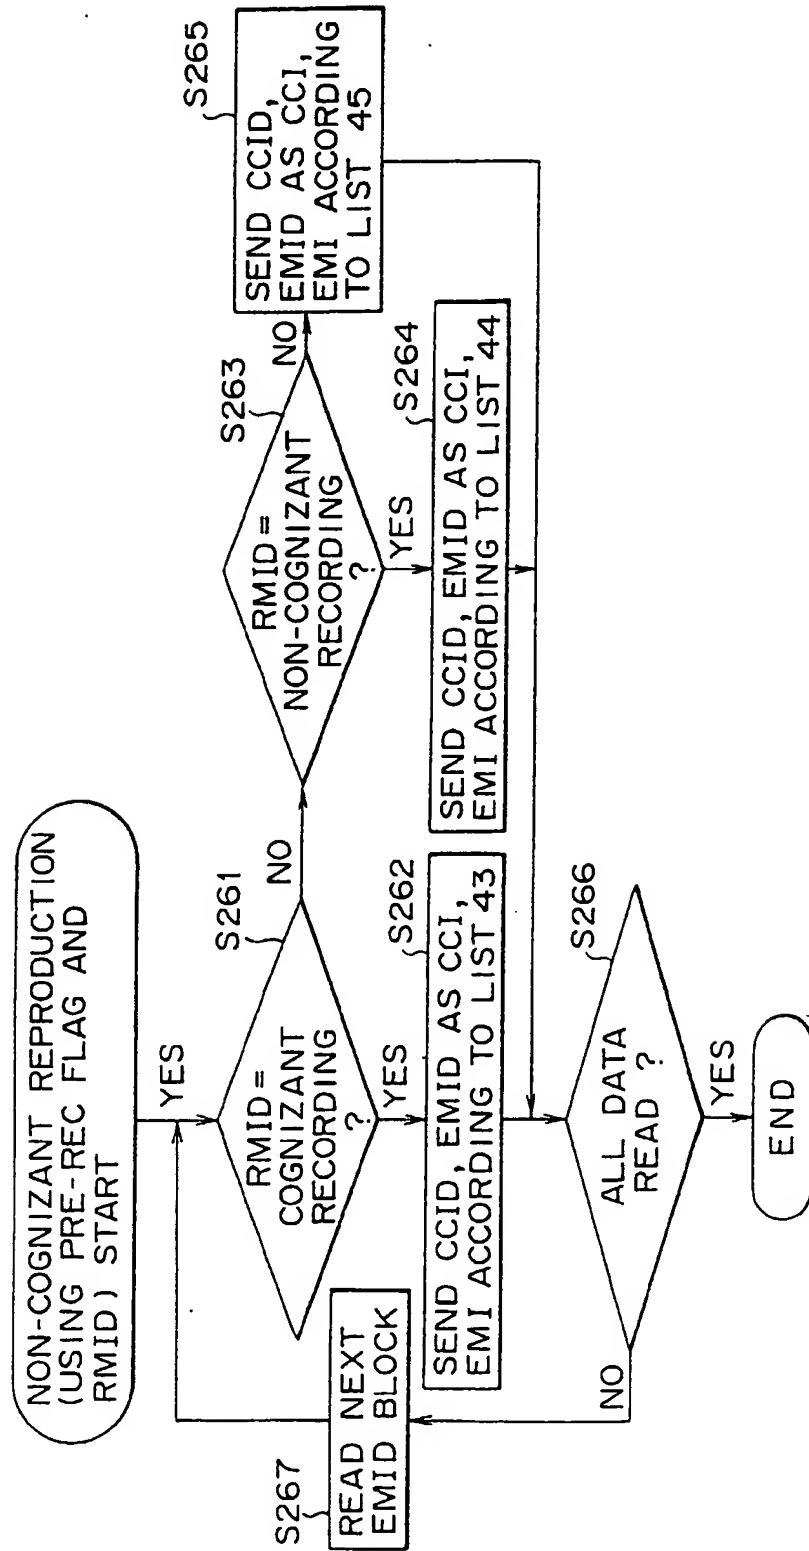 NON-COGNIZANT REPRODUCTION
(USING PRE-REC FLAG AND
RMID) START
YES
S261
RMID=
COGNIZANT
RECORDING
?
NO
YES
S262
SEND CCID, EMID AS CCI,
EMI ACCORDING TO LIST 43
S263
RMID=
NON-COGNIZANT
RECORDING
?
NO
YES
S264
SEND CCID, EMID AS CCI,
EMI ACCORDING TO LIST 44
S265
SEND CCID,
EMID AS CCI,
EMI ACCORDING
TO LIST 45
S266
ALL DATA
READ ?
NO
YES
S267
READ NEXT
EMID BLOCK
END